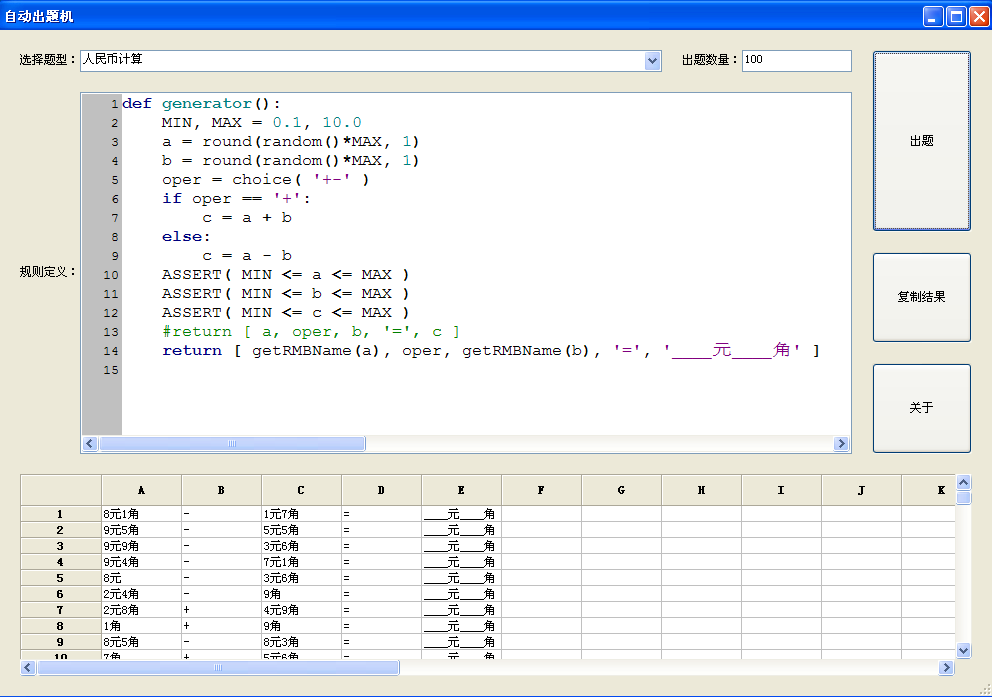 自动出题机
选择题型： 人民币计算 出题数量： 100
出题
复制结果
关于
规则定义：
1 def generator():
2     MIN, MAX = 0.1, 10.0
3     a = round(random()*MAX, 1)
4     b = round(random()*MAX, 1)
5     oper = choice( '+-' )
6     if oper == '+':
7         c = a + b
8     else:
9         c = a - b
10     ASSERT( MIN <= a <= MAX )
11     ASSERT( MIN <= b <= MAX )
12     ASSERT( MIN <= c <= MAX )
13     #return [ a, oper, b, '=', c ]
14     return [ getRMBName(a), oper, getRMBName(b), '=', '____元____角' ]
15
A B C D E F G H I J K
1 8元1角 - 1元7角 = ____元____角
2 9元5角 - 5元5角 = ____元____角
3 9元9角 - 3元6角 = ____元____角
4 9元4角 - 7元1角 = ____元____角
5 8元 - 3元6角 = ____元____角
6 2元4角 - 9角 = ____元____角
7 2元8角 + 4元9角 = ____元____角
8 1角 + 9角 = ____元____角
9 8元5角 - 8元3角 = ____元____角
10 7角 + 5元6角 = ____元____角